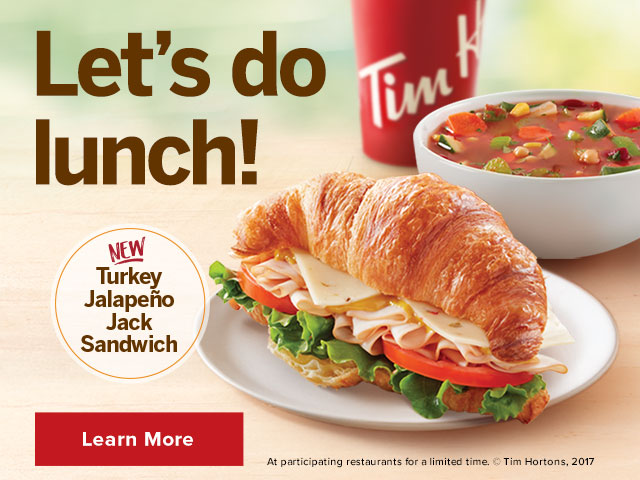 Let's do
lunch!
Tim H
NEW
Turkey
Jalapeño
Jack
Sandwich
Learn More
At participating restaurants for a limited time. © Tim Hortons, 2017